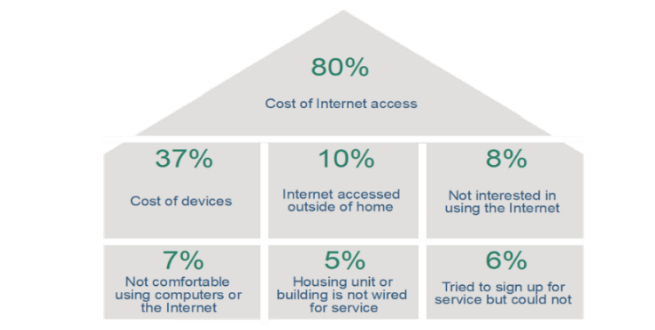 80%
Cost of Internet access
37%
Cost of devices
10%
Internet accessed
outside of home
8%
Not interested in
using the Internet
7%
Not comfortable
using computers or
the Internet
5%
Housing unit or
building is not wired
for service
6%
Tried to sign up for
service but could not